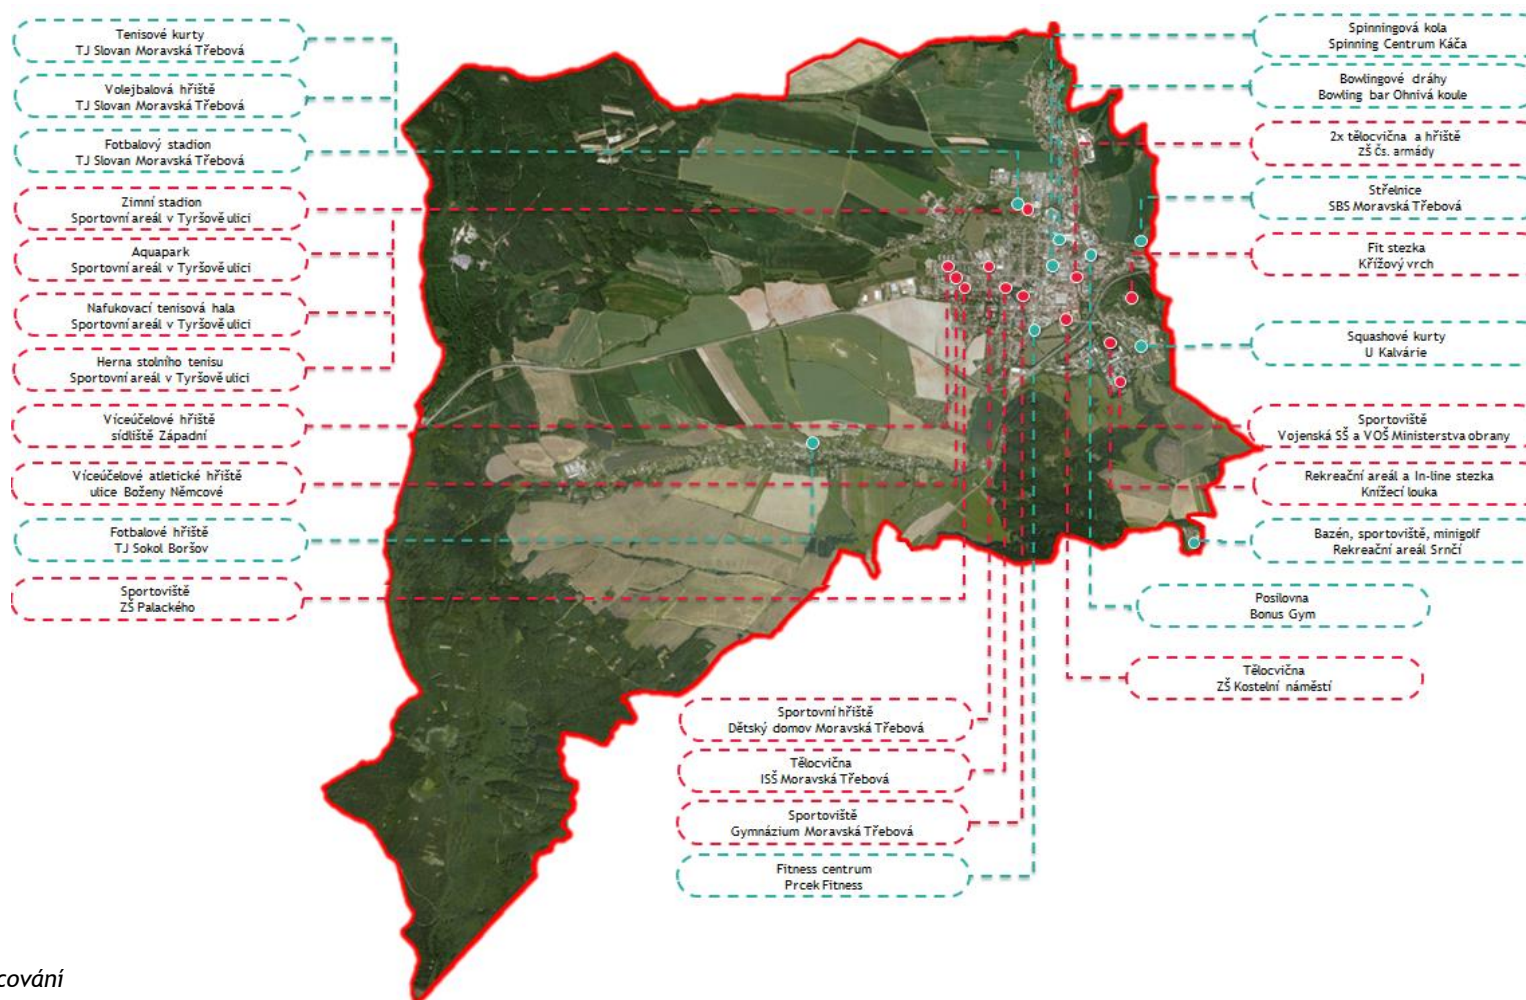 Tenisové kurty
TJ Slovan Moravská Třebová
Volejbalová hřiště
TJ Slovan Moravská Třebová
Fotbalový stadion
TJ Slovan Moravská Třebová
Zimní stadion
Sportovní areál v Tyršově ulici
Aquapark
Sportovní areál v Tyršově ulici
Nafukovací tenisová hala
Sportovní areál v Tyršově ulici
Herna stolního tenisu
Sportovní areál v Tyršově ulici
Víceúčelové hřiště
sídliště Západní
Víceúčelové atletické hřiště
ulice Boženy Němcové
Fotbalové hřiště
TJ Sokol Boršov
Sportoviště
ZŠ Palackého
Spinningová kola
Spinning Centrum Káča
Bowlingové dráhy
Bowling bar Ohnivá koule
2x tělocvična a hřiště
ZŠ Čs. armády
Střelnice
SBS Moravská Třebová
Fit stezka
Křížový vrch
Squashové kurty
U Kalvárie
Sportoviště
Vojenská SŠ a VOŠ Ministerstva obrany
Rekreační areál a In-line stezka
Knížecí louka
Bazén, sportoviště, minigolf
Rekreační areál Srnčí
Posilovna
Bonus Gym
Tělocvična
ZŠ Kostelní náměstí
Sportovní hřiště
Dětský domov Moravská Třebová
Tělocvična
ISŠ Moravská Třebová
Sportoviště
Gymnázium Moravská Třebová
Fitness centrum
Prcek Fitness
cování